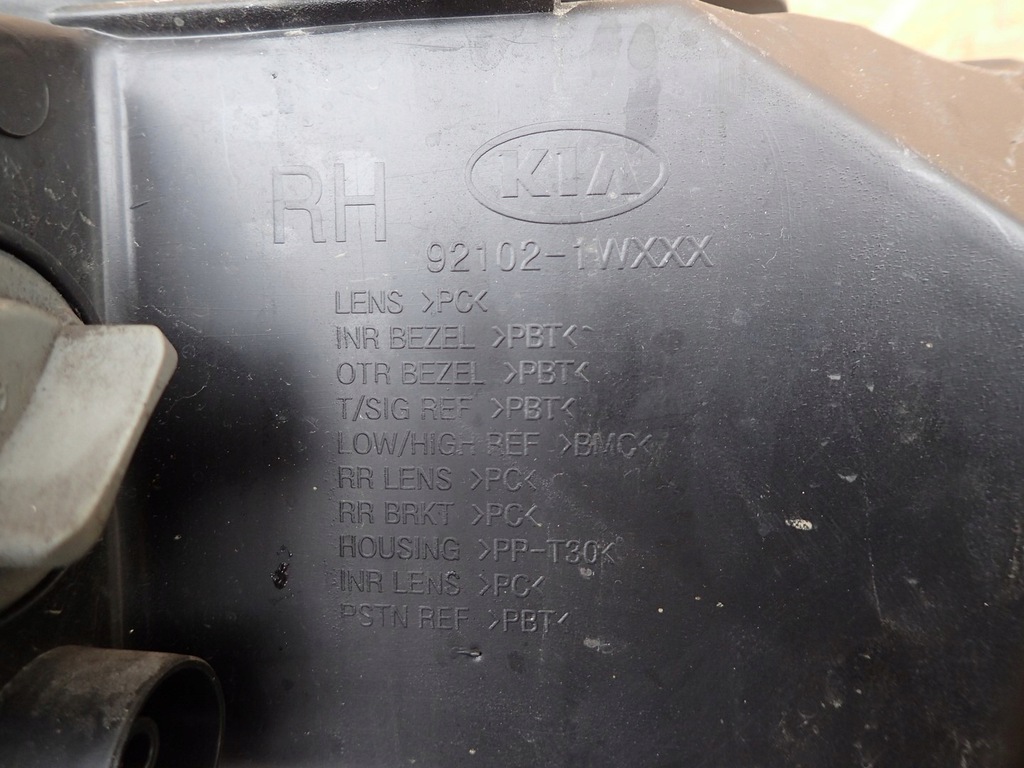 RH
KIA
92102-1WXXX
LENS >PC<
INR BEZEL >PBT<
OTR BEZEL >PBT<
T/SIG REF >PBT<
LOW/HIGH REF >BMC<
RR LENS >PC<
RR BRKT >PC<
HOUSING >PP-T30<
INR LENS >PC<
PSTN REF >PBT<